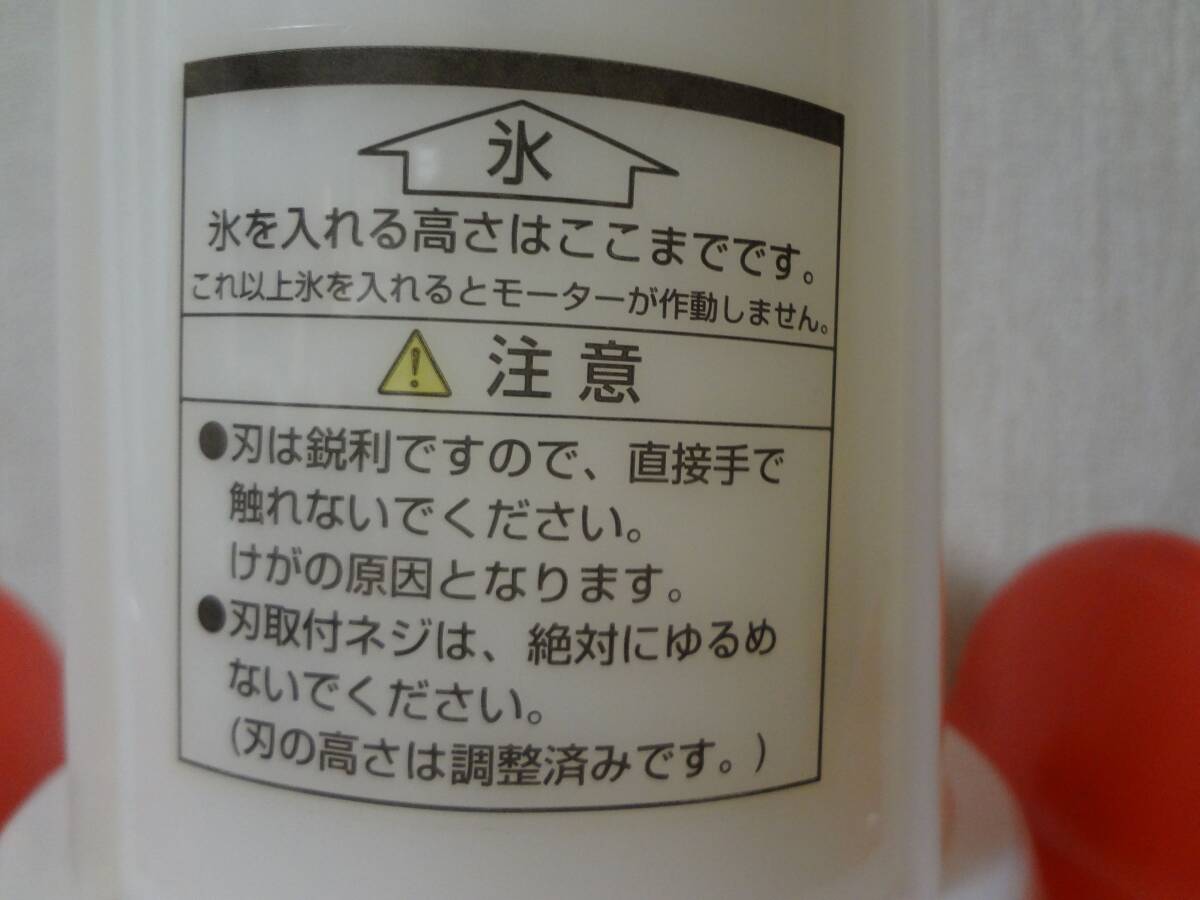 氷
氷を入れる高さはここまでです。
これ以上氷を入れるとモーターが作動しません。
注意
●刃は鋭利ですので、直接手で
触れないでください。
けがの原因となります。
●刃取付ネジは、絶対にゆるめ
ないでください。
(刃の高さは調整済みです。)